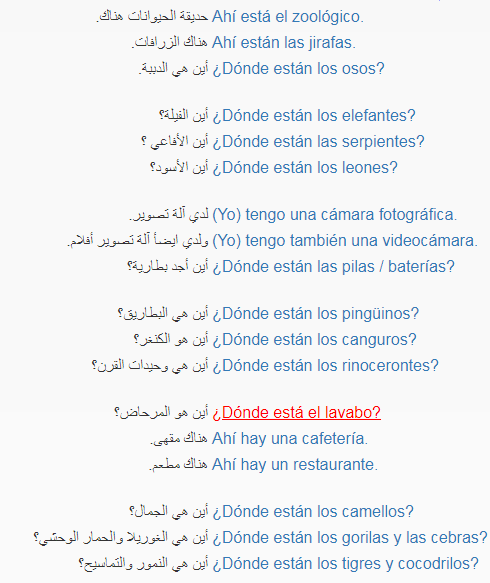 حديقة الحيوانات هناك. Ahí está el zoológico.
هناك الزرافات. Ahí están las jirafas.
أين هي الدببة. ¿Dónde están los osos?
أين الفيلة؟ ¿Dónde están los elefantes?
أين الأفاعي ؟ ¿Dónde están las serpientes?
أين الأسود؟ ¿Dónde están los leones?
لدي آلة تصوير. (Yo) tengo una cámara fotográfica.
ولدي ايضاً آلة تصوير أفلام. (Yo) tengo también una videocámara.
أين أجد بطارية؟ ¿Dónde están las pilas / baterías?
أين هي البطاريق؟ ¿Dónde están los pingüinos?
أين هو الكنغر؟ ¿Dónde están los canguros?
أين هي وحيدات القرن؟ ¿Dónde están los rinocerontes?
أين هو المرحاض؟ ¿Dónde está el lavabo?
هناك مقهى. Ahí hay una cafetería.
هناك مطعم. Ahí hay un restaurante.
أين هي الجمال؟ ¿Dónde están los camellos?
أين هي الغوريلا والحمار الوحشي؟ ¿Dónde están los gorilas y las cebras?
أين هي النمور والتماسيح؟ ¿Dónde están los tigres y cocodrilos?